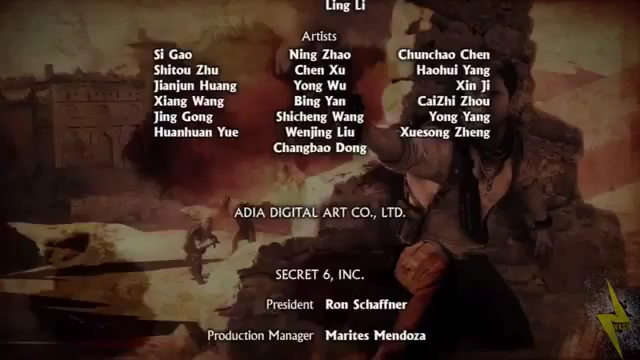 Ling Li
Artists
Si Gao Ning Zhao Chunchao Chen
Shitou Zhu Chen Xu Haohui Yang
Jianjun Huang Yong Wu Xin Ji
Xiang Wang Bing Yan CaiZhi Zhou
Jing Gong Shicheng Wang Yong Yang
Huanhuan Yue Wenjing Liu Xuesong Zheng
Changbao Dong
ADIA DIGITAL ART CO., LTD.
SECRET 6, INC.
President Ron Schaffner
Production Manager Marites Mendoza